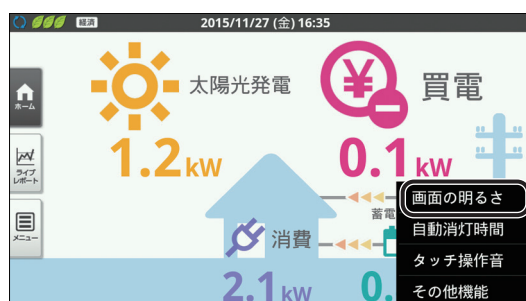 経済 2015/11/27 (金) 16:35
ホーム
太陽光発電
¥ 買電
1.2kW
0.1kW
ライブ
レポート
画面の明るさ
蓄電
自動消灯時間
メニュー
消費
タッチ操作音
2.1kW
0.
その他機能